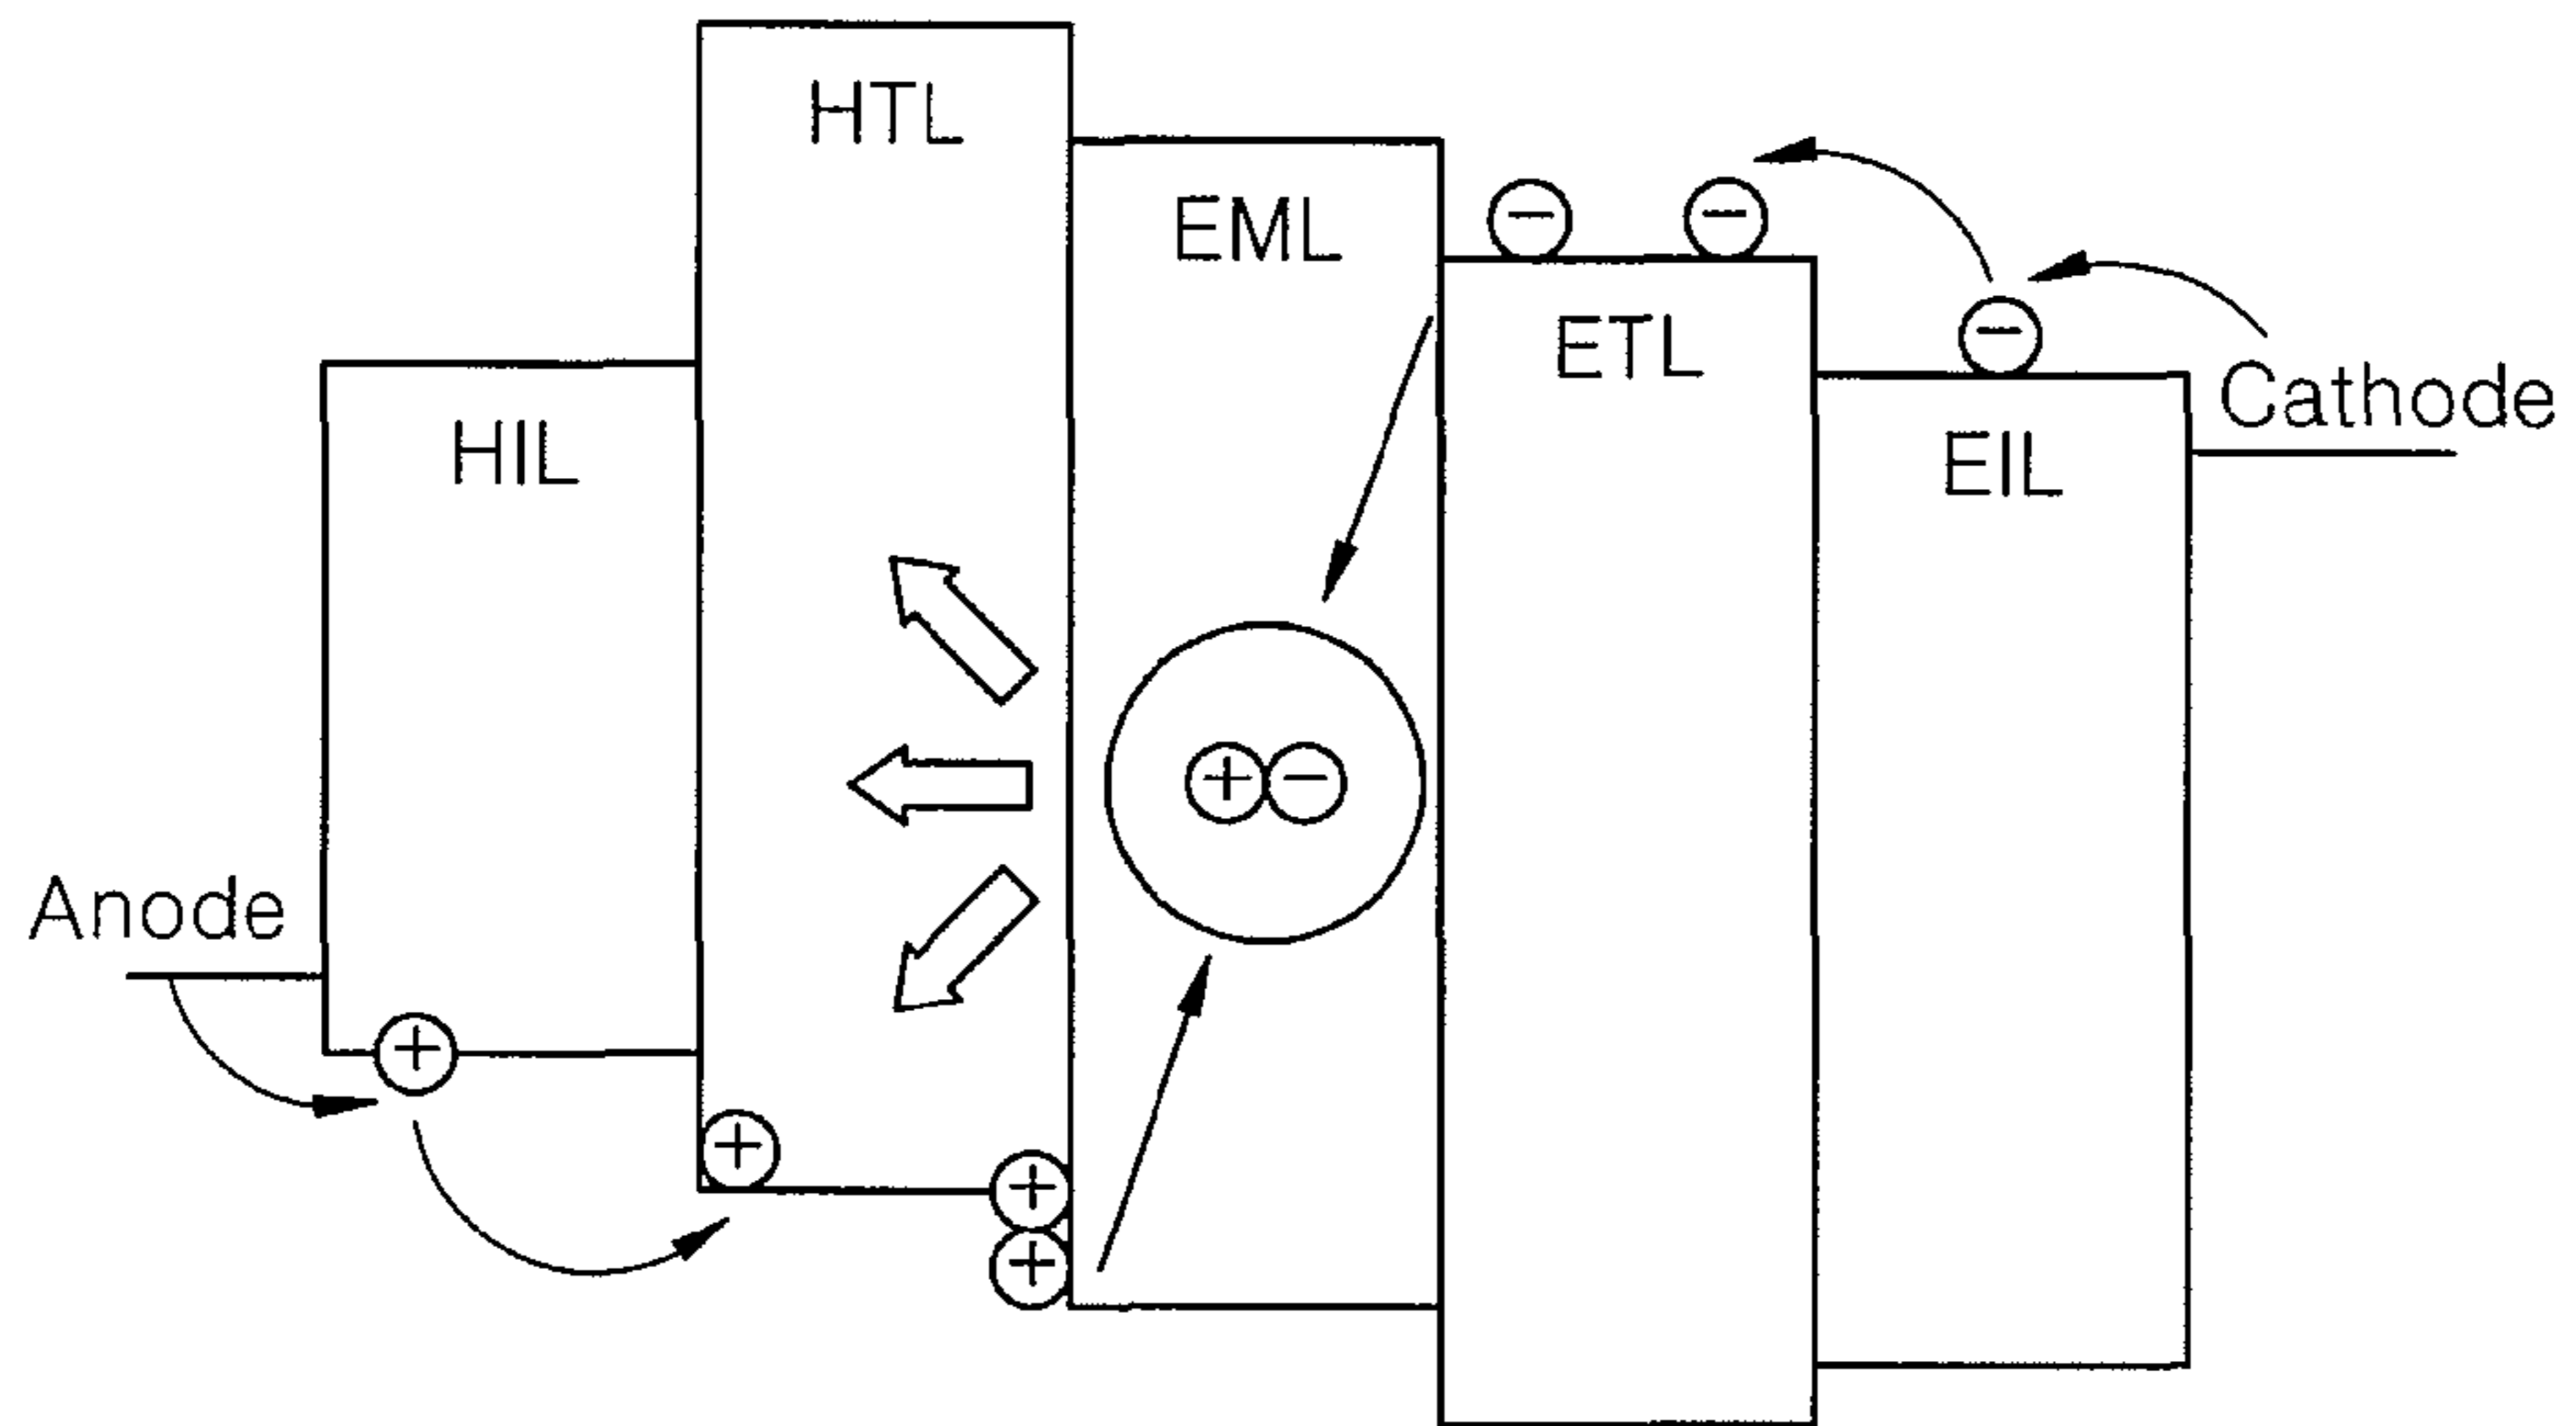 HTL
EML
ETL
Cathode
HIL
EIL
− −
−
+ −
Anode
+
+
+
+